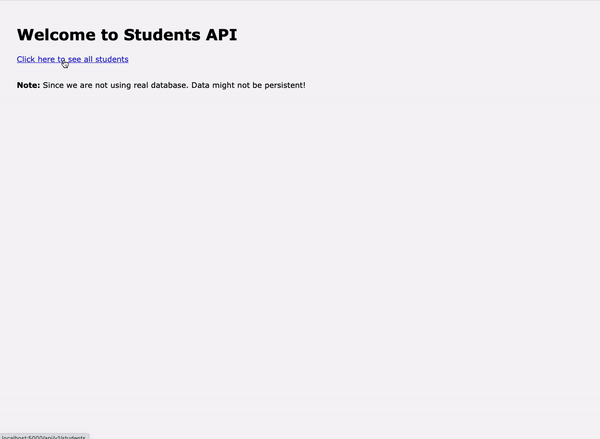 Welcome to Students API
Click here to see all students
Note: Since we are not using real database. Data might not be persistent!
localhost:5000/api/v1/students